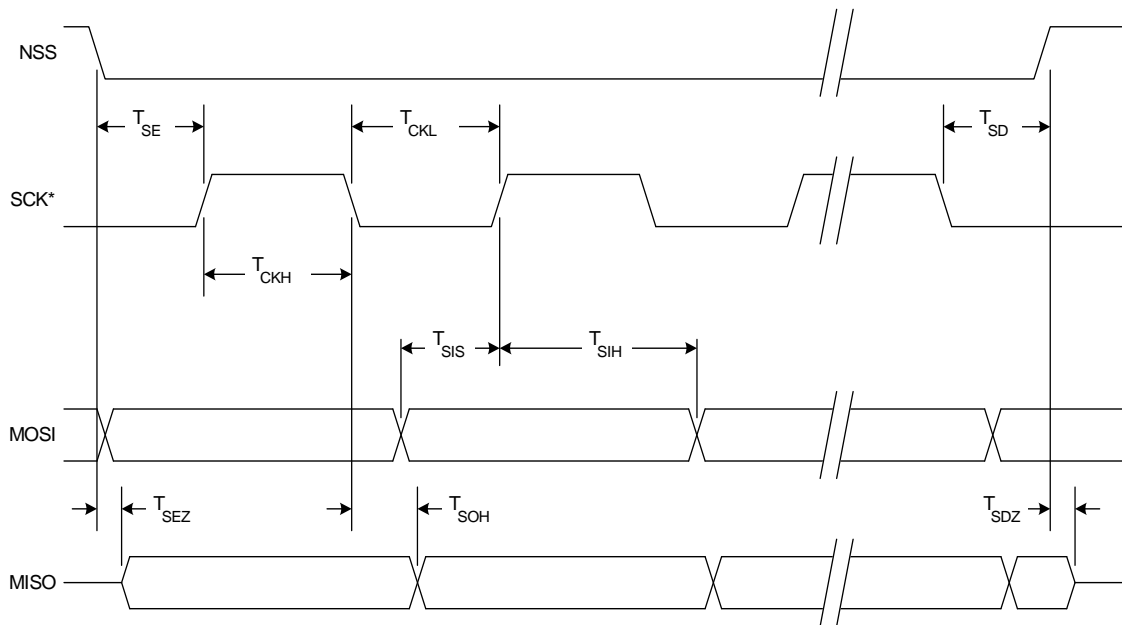 NSS
T_SE
T_CKL
T_SD
SCK*
T_CKH
T_SIS
T_SIH
MOSI
T_SEZ
T_SOH
T_SDZ
MISO